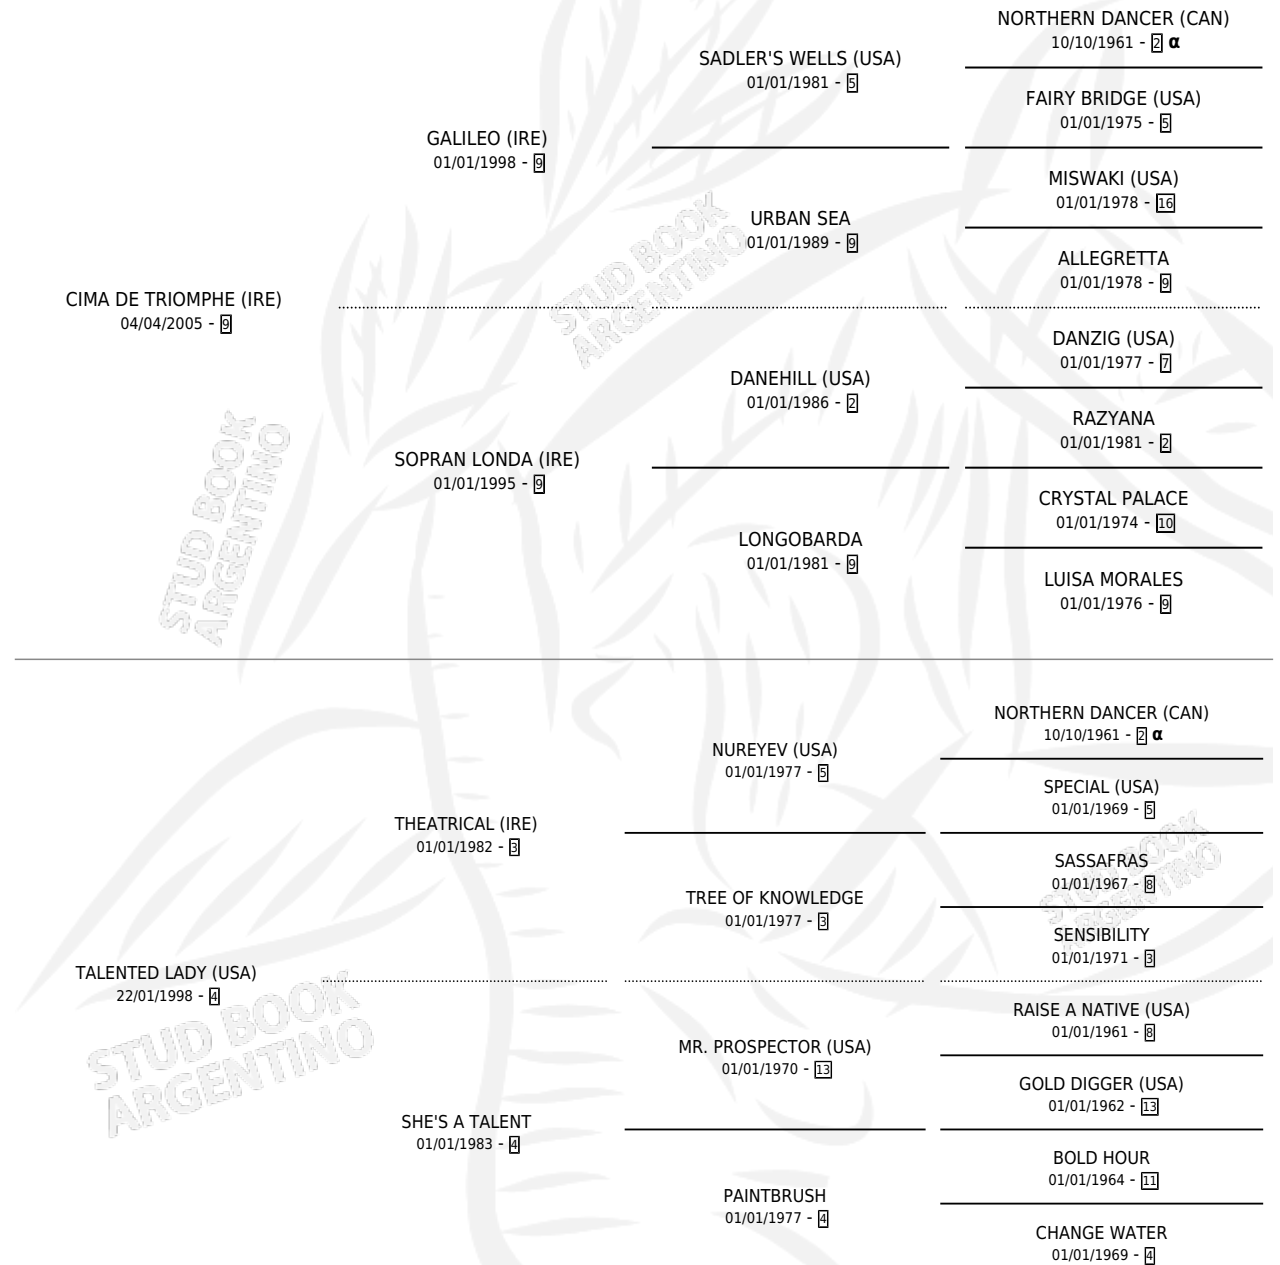 NORTHERN DANCER (CAN)
10/10/1961 - 2 α
SADLER'S WELLS (USA)
01/01/1981 - 5
FAIRY BRIDGE (USA)
01/01/1975 - 5
GALILEO (IRE)
01/01/1998 - 9
MISWAKI (USA)
01/01/1978 - 16
URBAN SEA
01/01/1989 - 9
ALLEGRETTA
01/01/1978 - 9
STUD BOOK
ARGENTINO
CIMA DE TRIOMPHE (IRE)
04/04/2005 - 9
DANZIG (USA)
01/01/1977 - 7
DANEHILL (USA)
01/01/1986 - 2
RAZYANA
01/01/1981 - 2
SOPRAN LONDA (IRE)
01/01/1995 - 9
CRYSTAL PALACE
01/01/1974 - 10
LONGOBARDA
01/01/1981 - 9
LUISA MORALES
01/01/1976 - 9
STUD BOOK
ARGENTINO
NORTHERN DANCER (CAN)
10/10/1961 - 2 α
NUREYEV (USA)
01/01/1977 - 5
SPECIAL (USA)
01/01/1969 - 5
THEATRICAL (IRE)
01/01/1982 - 3
SASSAFRAS
01/01/1967 - 8
TREE OF KNOWLEDGE
01/01/1977 - 3
SENSIBILITY
01/01/1971 - 3
STUD BOOK
ARGENTINO
TALENTED LADY (USA)
22/01/1998 - 4
RAISE A NATIVE (USA)
01/01/1961 - 8
MR. PROSPECTOR (USA)
01/01/1970 - 13
GOLD DIGGER (USA)
01/01/1962 - 13
STUD BOOK
ARGENTINO
SHE'S A TALENT
01/01/1983 - 4
BOLD HOUR
01/01/1964 - 11
PAINTBRUSH
01/01/1977 - 4
CHANGE WATER
01/01/1969 - 4